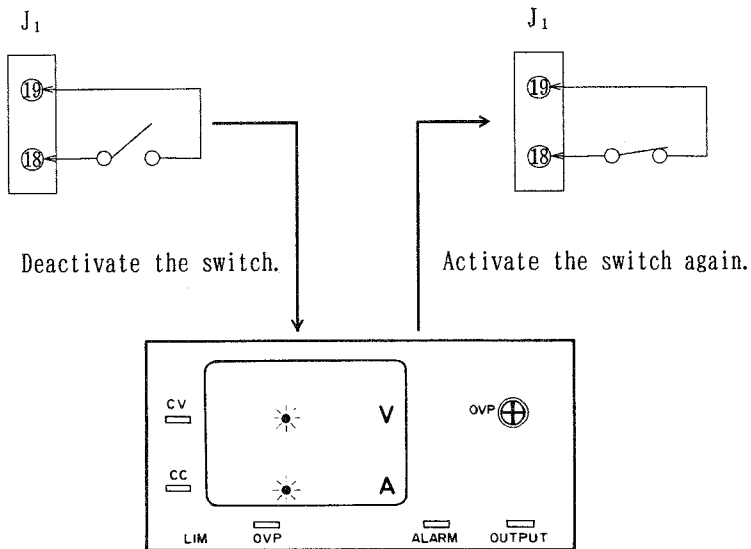 J₁
J₁
19
19
18
18
Deactivate the switch.
Activate the switch again.
CV
V
OVP
CC
A
LIM
OVP
ALARM
OUTPUT